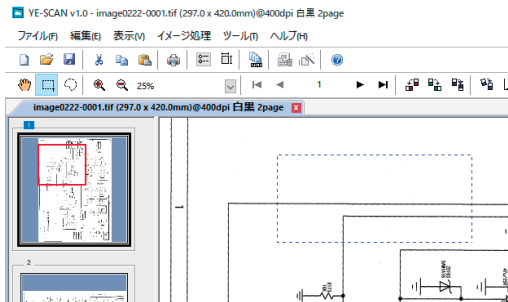 YE-SCAN v1.0 - image0222-0001.tif (297.0 x 420.0mm)@400dpi 白黒 2page
ファイル(F) 編集(E) 表示(V) イメージ処理 ツール(T) ヘルプ(H)
25% 1
image0222-0001.tif (297.0 x 420.0mm)@400dpi 白黒 2page
1
2
1